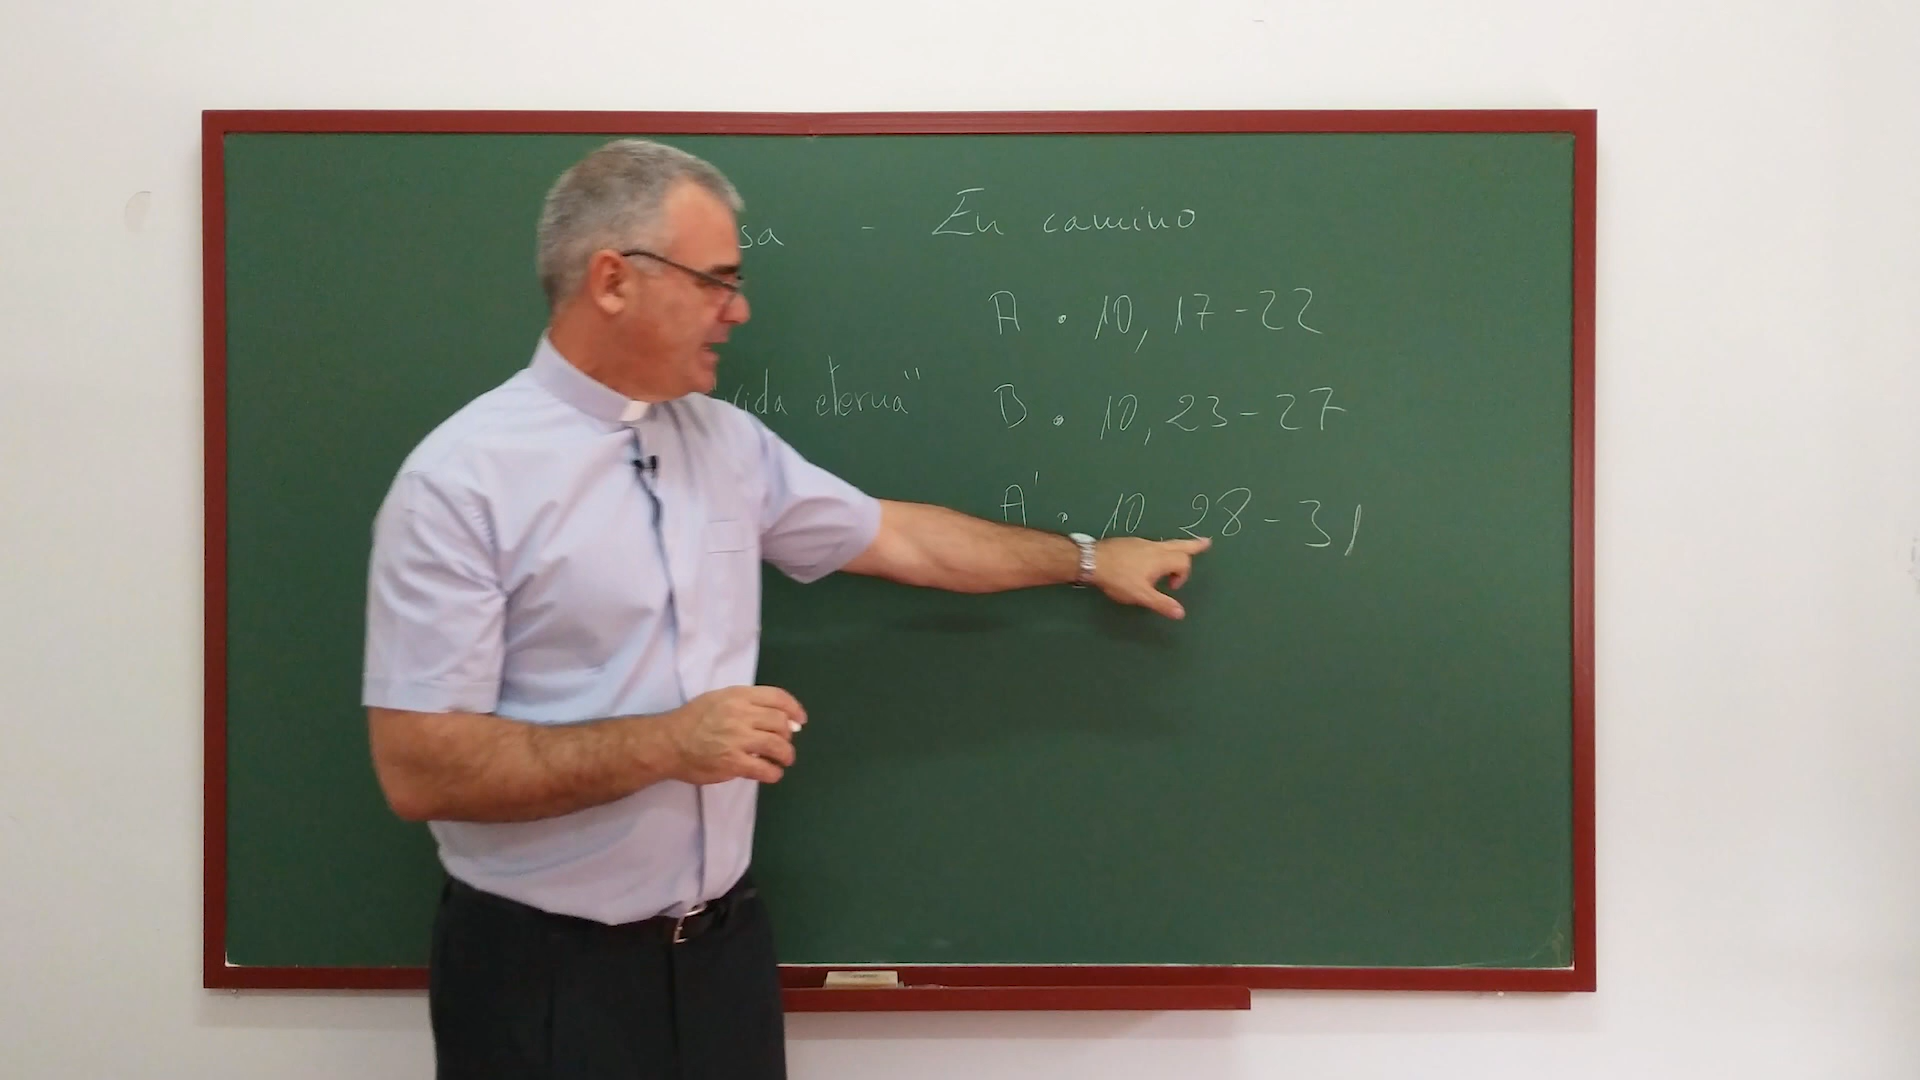 sa - En camino
A • 10, 17-22
vida eterna" B • 10, 23-27
A' • 10, 28-31